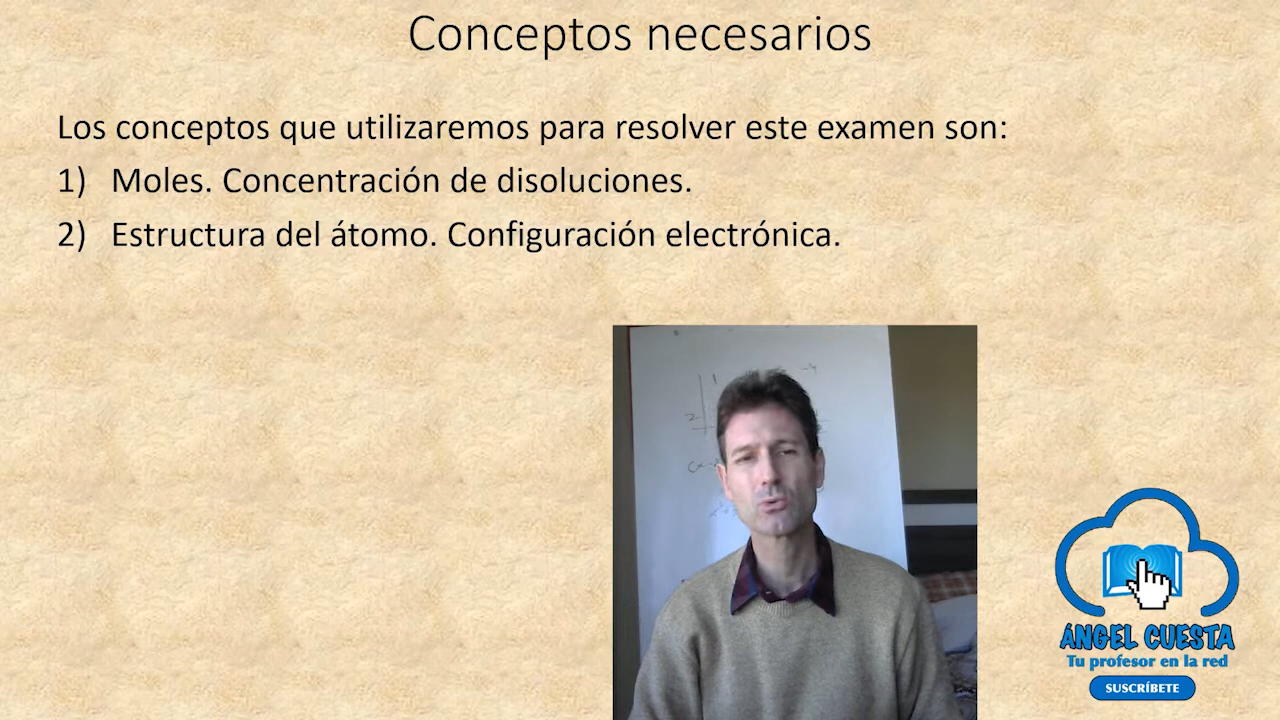 Conceptos necesarios
Los conceptos que utilizaremos para resolver este examen son:
1) Moles. Concentración de disoluciones.
2) Estructura del átomo. Configuración electrónica.
ÁNGEL CUESTA
Tu profesor en la red
SUSCRÍBETE